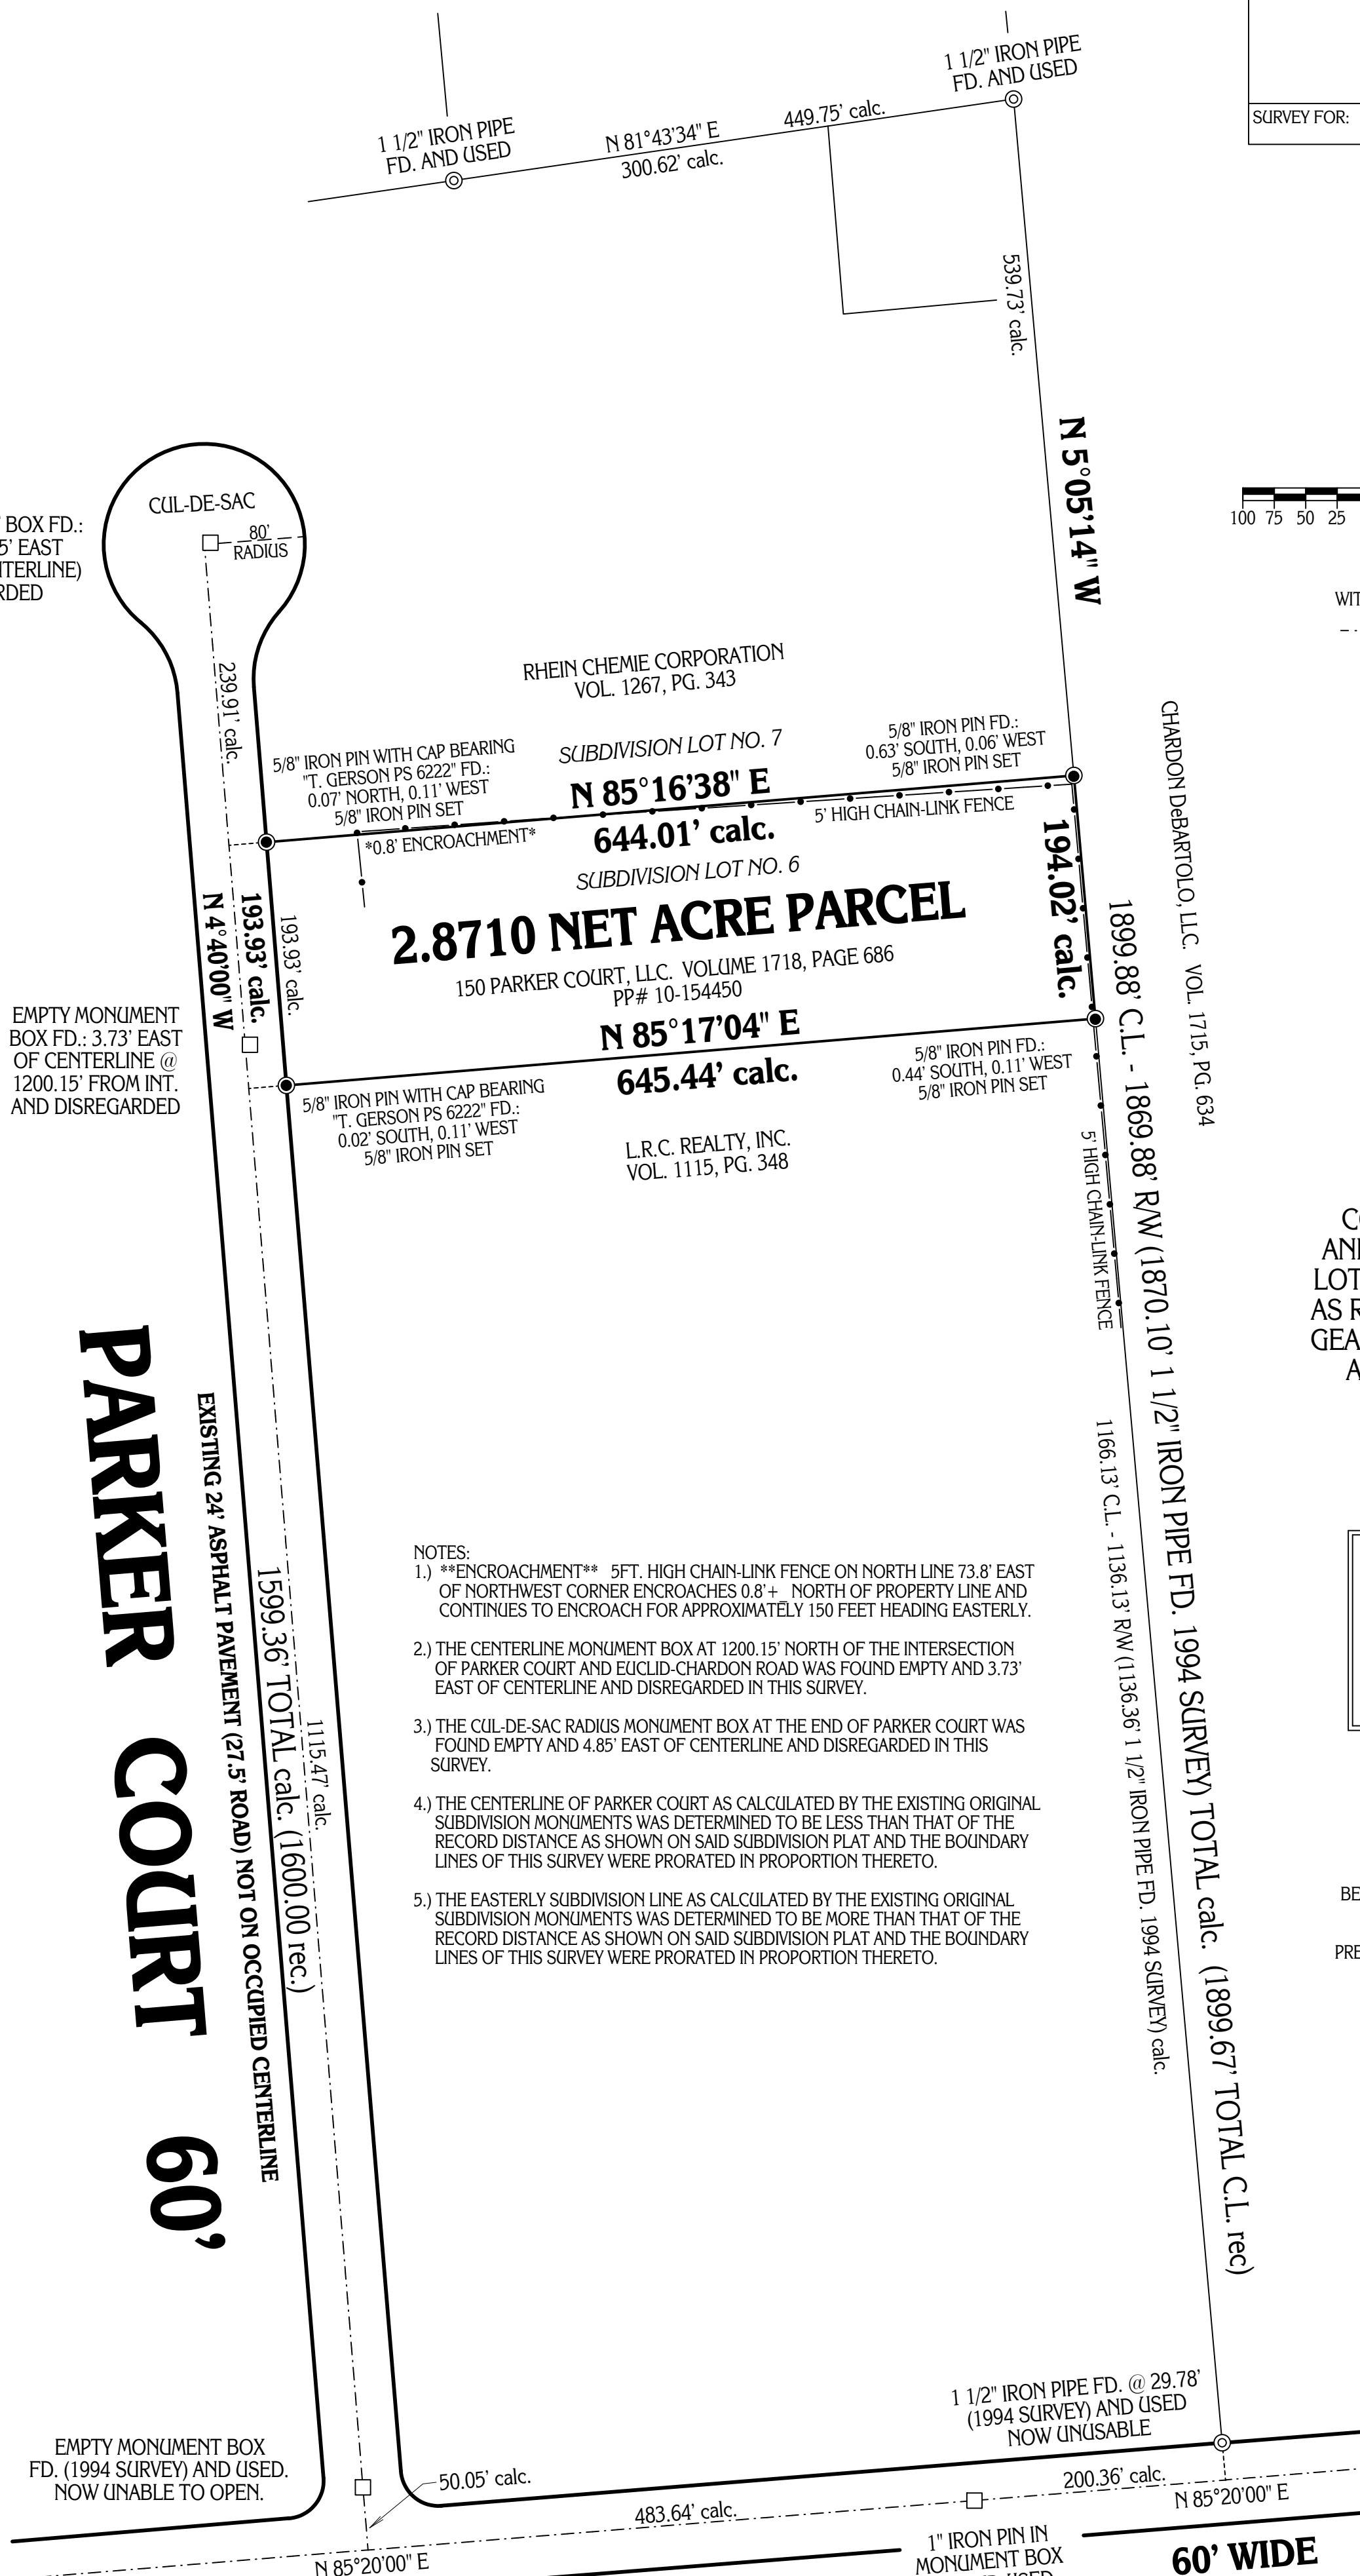 1 1/2" IRON PIPE
FD. AND USED
1 1/2" IRON PIPE
FD. AND USED
N 81°43'34" E
300.62' calc.
449.75' calc.
SURVEY FOR:
539.73' calc.
N 5°05'14" W
CUL-DE-SAC
80'
RADIUS
BOX FD.:
5' EAST
100 75 50 25
239.91' calc.
RHEIN CHEMIE CORPORATION
VOL. 1267, PG. 343
SUBDIVISION LOT NO. 7
5/8" IRON PIN WITH CAP BEARING
"T. GERSON PS 6222" FD.:
0.07' NORTH, 0.11' WEST
5/8" IRON PIN SET
5/8" IRON PIN FD.:
0.63' SOUTH, 0.06' WEST
5/8" IRON PIN SET
N 85°16'38" E
644.01' calc.
5' HIGH CHAIN-LINK FENCE
*0.8' ENCROACHMENT*
SUBDIVISION LOT NO. 6
2.8710 NET ACRE PARCEL
150 PARKER COURT, LLC. VOLUME 1718, PAGE 686
PP# 10-154450
N 4°40'00" W
193.93' calc.
193.93' calc.
194.02' calc.
CHARDON DeBARTOLO, LLC. VOL. 1715, PG. 634
N 85°17'04" E
645.44' calc.
EMPTY MONUMENT
BOX FD.: 3.73' EAST
OF CENTERLINE @
1200.15' FROM INT.
AND DISREGARDED
5/8" IRON PIN WITH CAP BEARING
"T. GERSON PS 6222" FD.:
0.02' SOUTH, 0.11' WEST
5/8" IRON PIN SET
5/8" IRON PIN FD.:
0.44' SOUTH, 0.11' WEST
5/8" IRON PIN SET
L.R.C. REALTY, INC.
VOL. 1115, PG. 348
5' HIGH CHAIN-LINK FENCE
1899.88' C.L. - 1869.88' R/W (1870.10' 1 1/2" IRON PIPE FD. 1994 SURVEY) TOTAL calc. (1899.67' TOTAL C.L. rec)
1166.13' C.L. - 1136.13' R/W (1136.36' 1 1/2" IRON PIPE FD. 1994 SURVEY) calc.
PARKER COURT 60'
EXISTING 24' ASPHALT PAVEMENT (27.5' ROAD) NOT ON OCCUPIED CENTERLINE
1599.36' TOTAL calc. (1600.00 rec.)
1115.47' calc.
NOTES:
1.) **ENCROACHMENT** 5FT. HIGH CHAIN-LINK FENCE ON NORTH LINE 73.8' EAST
OF NORTHWEST CORNER ENCROACHES 0.8'+_ NORTH OF PROPERTY LINE AND
CONTINUES TO ENCROACH FOR APPROXIMATELY 150 FEET HEADING EASTERLY.
2.) THE CENTERLINE MONUMENT BOX AT 1200.15' NORTH OF THE INTERSECTION
OF PARKER COURT AND EUCLID-CHARDON ROAD WAS FOUND EMPTY AND 3.73'
EAST OF CENTERLINE AND DISREGARDED IN THIS SURVEY.
3.) THE CUL-DE-SAC RADIUS MONUMENT BOX AT THE END OF PARKER COURT WAS
FOUND EMPTY AND 4.85' EAST OF CENTERLINE AND DISREGARDED IN THIS
SURVEY.
4.) THE CENTERLINE OF PARKER COURT AS CALCULATED BY THE EXISTING ORIGINAL
SUBDIVISION MONUMENTS WAS DETERMINED TO BE LESS THAN THAT OF THE
RECORD DISTANCE AS SHOWN ON SAID SUBDIVISION PLAT AND THE BOUNDARY
LINES OF THIS SURVEY WERE PRORATED IN PROPORTION THERETO.
5.) THE EASTERLY SUBDIVISION LINE AS CALCULATED BY THE EXISTING ORIGINAL
SUBDIVISION MONUMENTS WAS DETERMINED TO BE MORE THAN THAT OF THE
RECORD DISTANCE AS SHOWN ON SAID SUBDIVISION PLAT AND THE BOUNDARY
LINES OF THIS SURVEY WERE PRORATED IN PROPORTION THERETO.
1 1/2" IRON PIPE FD. @ 29.78'
(1994 SURVEY) AND USED
NOW UNUSABLE
EMPTY MONUMENT BOX
FD. (1994 SURVEY) AND USED.
NOW UNABLE TO OPEN.
50.05' calc.
483.64' calc.
200.36' calc.
N 85°20'00" E
N 85°20'00" E
1" IRON PIN IN
MONUMENT BOX
60' WIDE